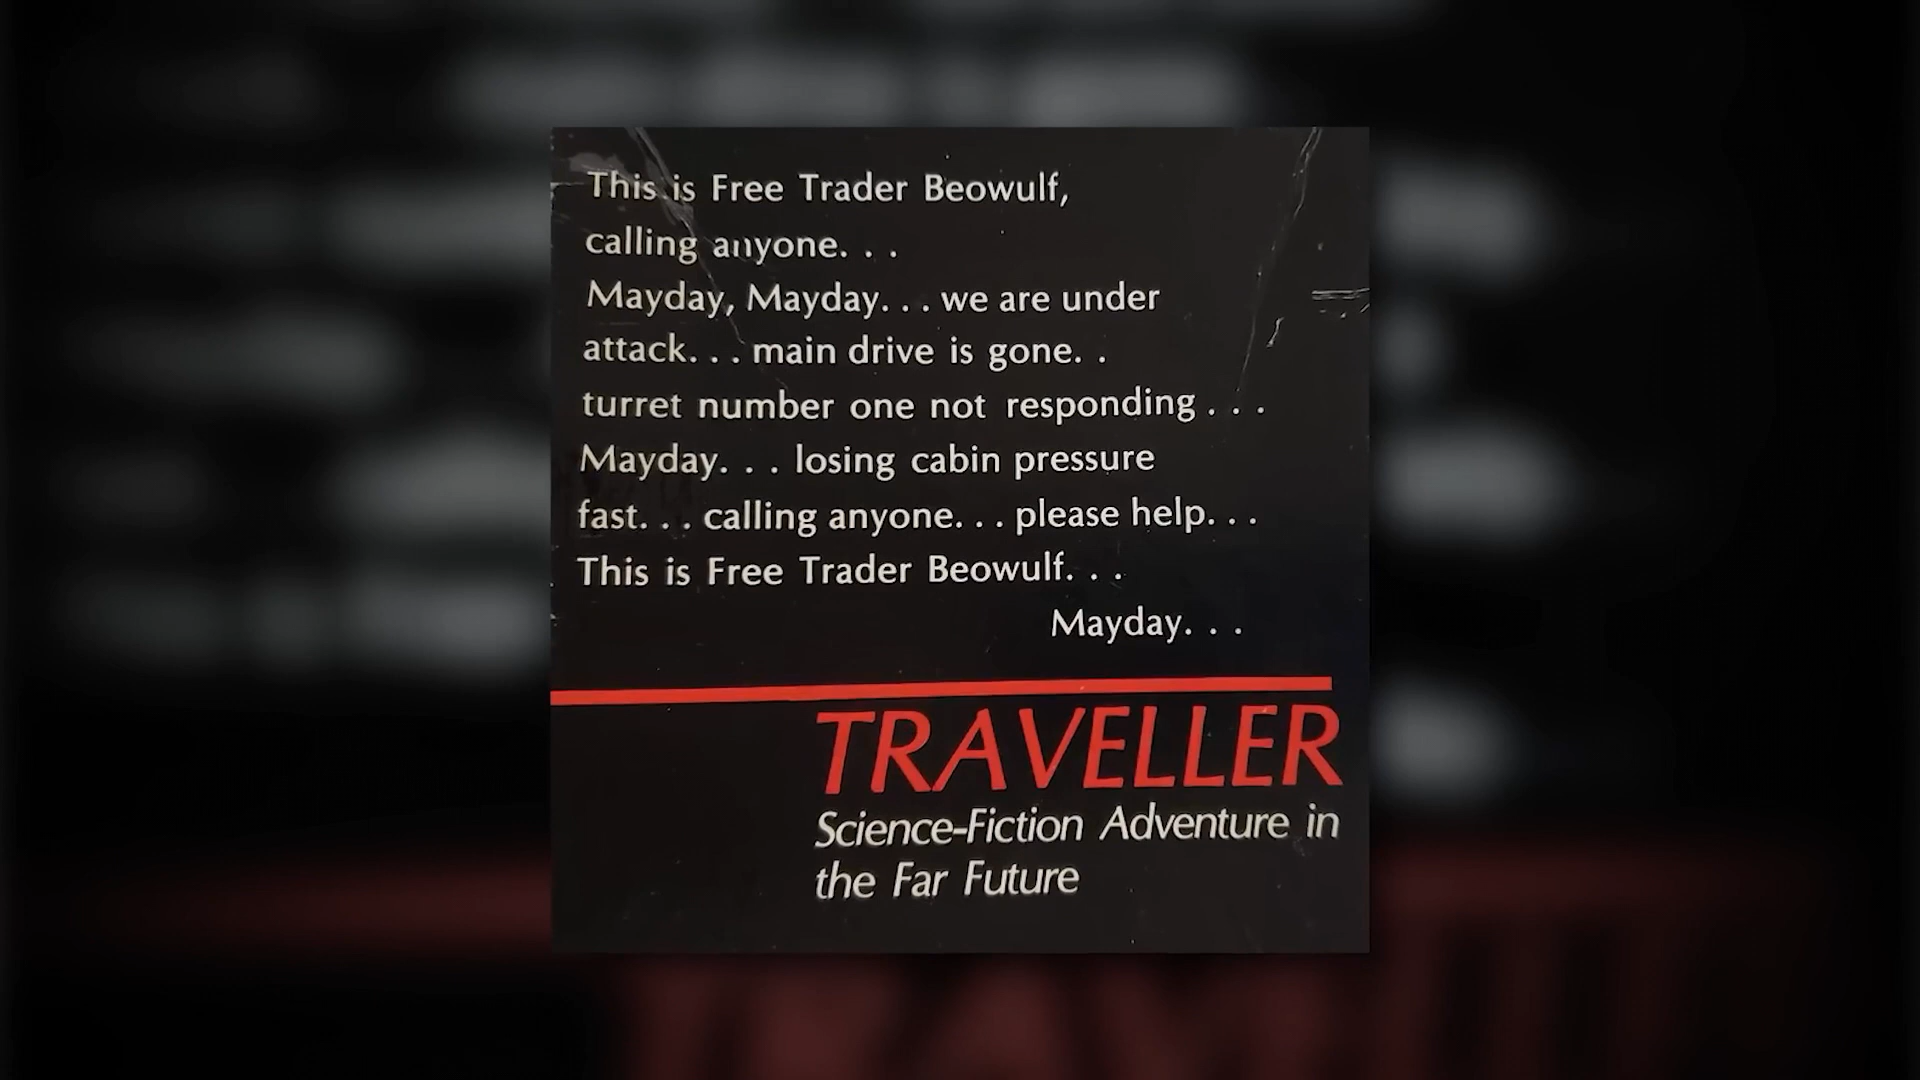 This is Free Trader Beowulf,
calling anyone. . .
Mayday, Mayday. . . we are under
attack. . . main drive is gone. .
turret number one not responding . . .
Mayday. . . losing cabin pressure
fast. . . calling anyone. . . please help. . .
This is Free Trader Beowulf. . .
Mayday. . .
TRAVELLER
Science-Fiction Adventure in
the Far Future